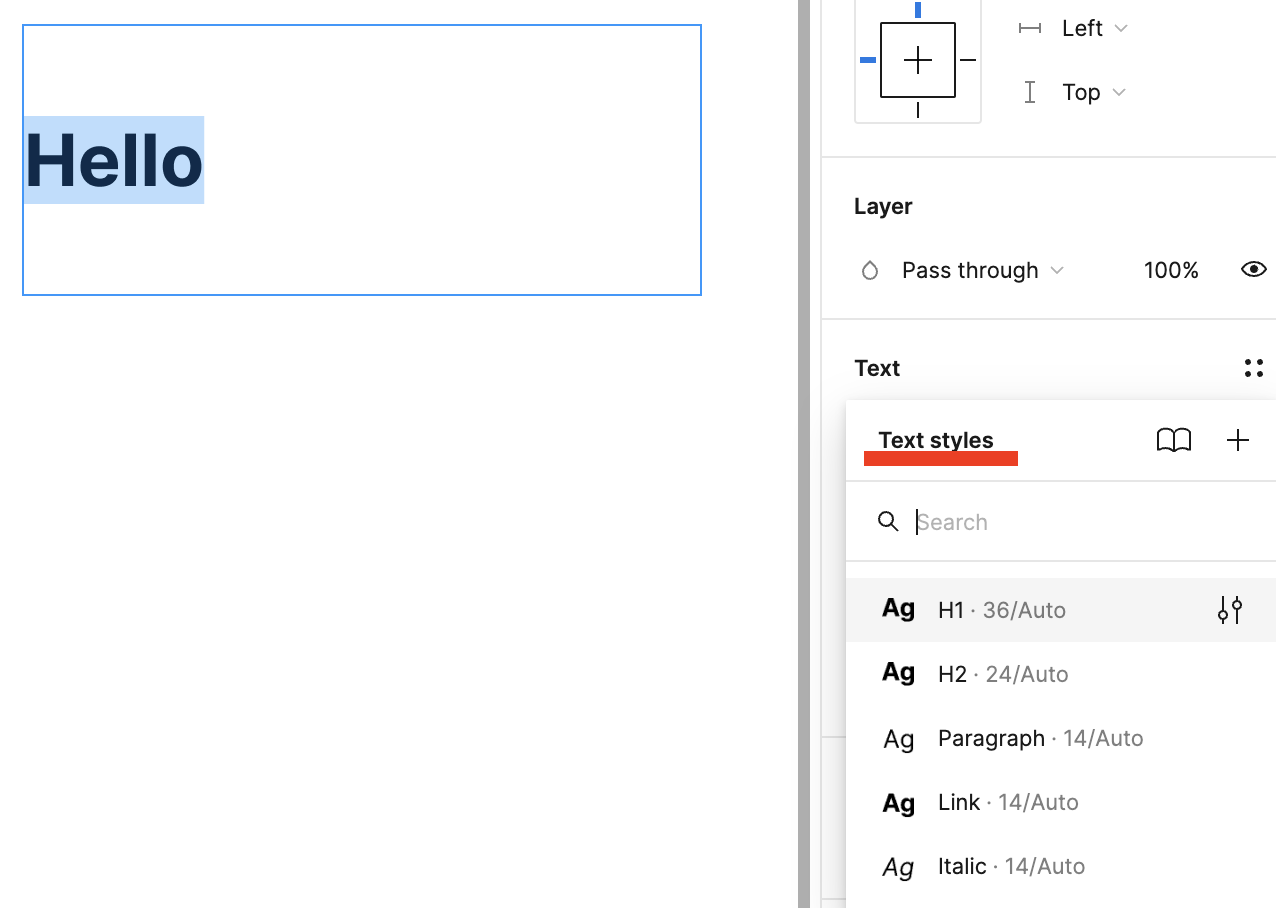 Hello
Left
Top
Layer
Pass through 100%
Text
Text styles
Search
Ag H1 · 36/Auto
Ag H2 · 24/Auto
Ag Paragraph · 14/Auto
Ag Link · 14/Auto
Ag Italic · 14/Auto